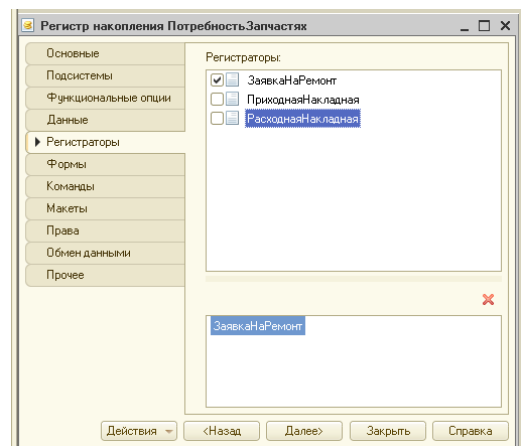 Регистр накопления ПотребностьЗапчастях
Основные
Подсистемы
Функциональные опции
Данные
Регистраторы
Формы
Команды
Макеты
Права
Обмен данными
Прочее
Регистраторы:
ЗаявкаНаРемонт
ПриходнаяНакладная
РасходнаяНакладная
ЗаявкаНаРемонт
Действия
<Назад
Далее>
Закрыть
Справка